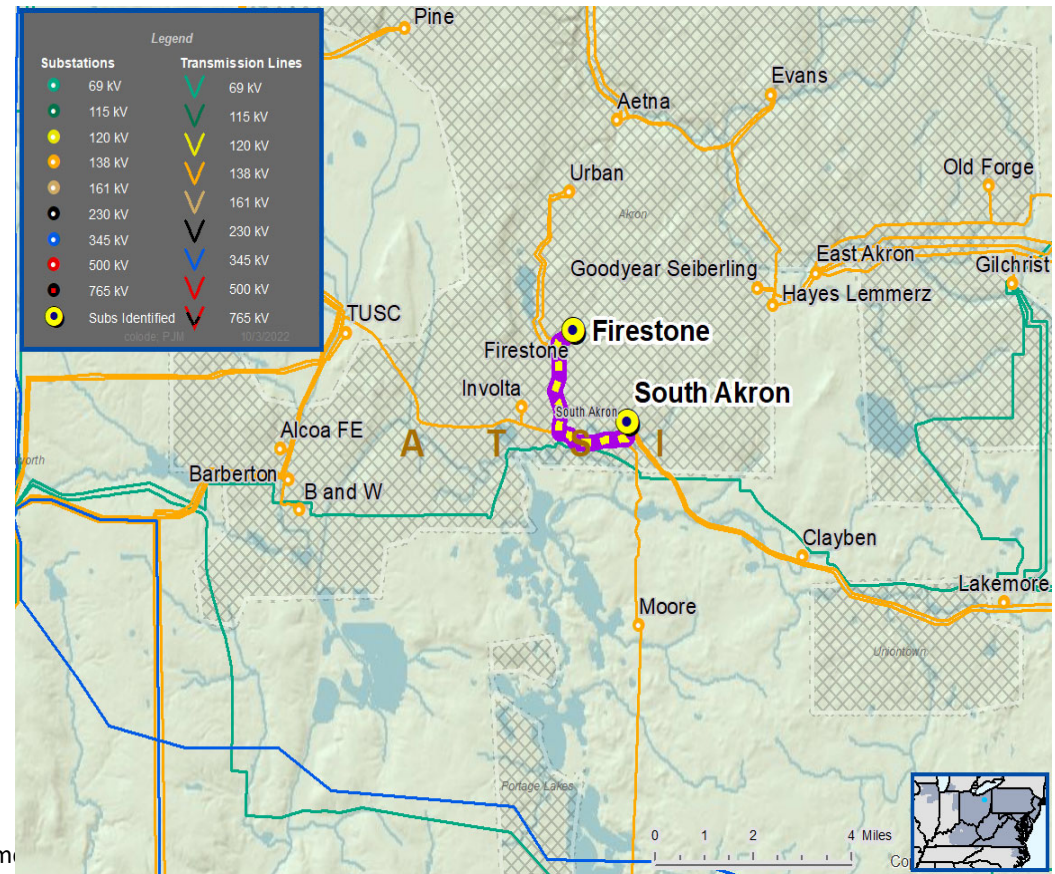 Legend
Substations
Transmission Lines
69 kV
69 kV
115 kV
115 kV
120 kV
120 kV
138 kV
138 kV
161 kV
161 kV
230 kV
230 kV
345 kV
345 kV
500 kV
500 kV
765 kV
765 kV
Subs Identified
colode: PJM 10/3/2022
Pine
Evans
Aetna
Old Forge
Urban
Akron
East Akron
Gilchrist
Goodyear Seiberling
Hayes Lemmerz
TUSC
Firestone
Firestone
Involta
South Akron
South Akron
A T S I
Alcoa FE
Barberton
B and W
Clayben
Lakemore
Moore
Uniontown
Portage Lakes
0 1 2 4 Miles